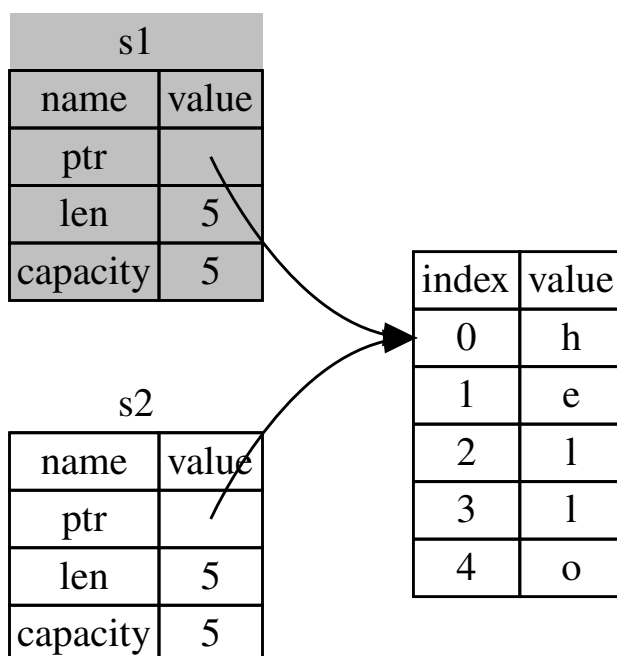 s1
name value
ptr
len 5
capacity 5
s2
name value
ptr
len 5
capacity 5
index value
0 h
1 e
2 l
3 l
4 o